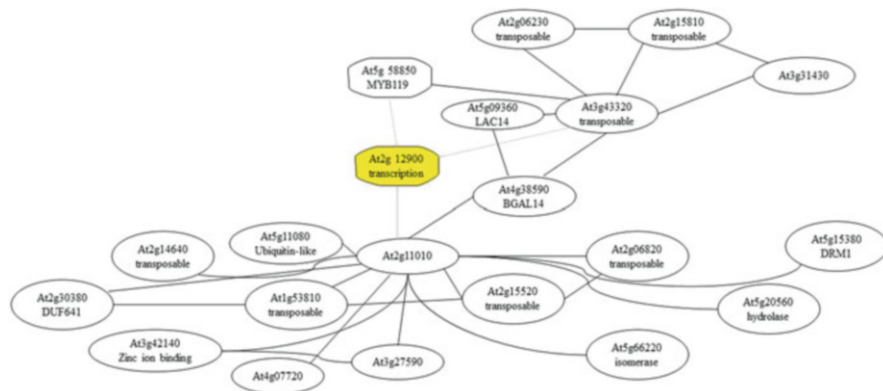 At2g06230
transposable
At2g15810
transposable
At5g 58850
MYB119
At3g31430
At5g09360
LAC14
At3g43320
transposable
At2g 12900
transcription
At4g38590
BGAL14
At5g11080
Ubiquitin-like
At2g14640
transposable
At2g11010
At2g06820
transposable
At5g15380
DRM1
At2g30380
DUF641
At1g53810
transposable
At2g15520
transposable
At5g20560
hydrolase
At3g42140
Zinc ion binding
At3g27590
At5g66220
isomerase
At4g07720